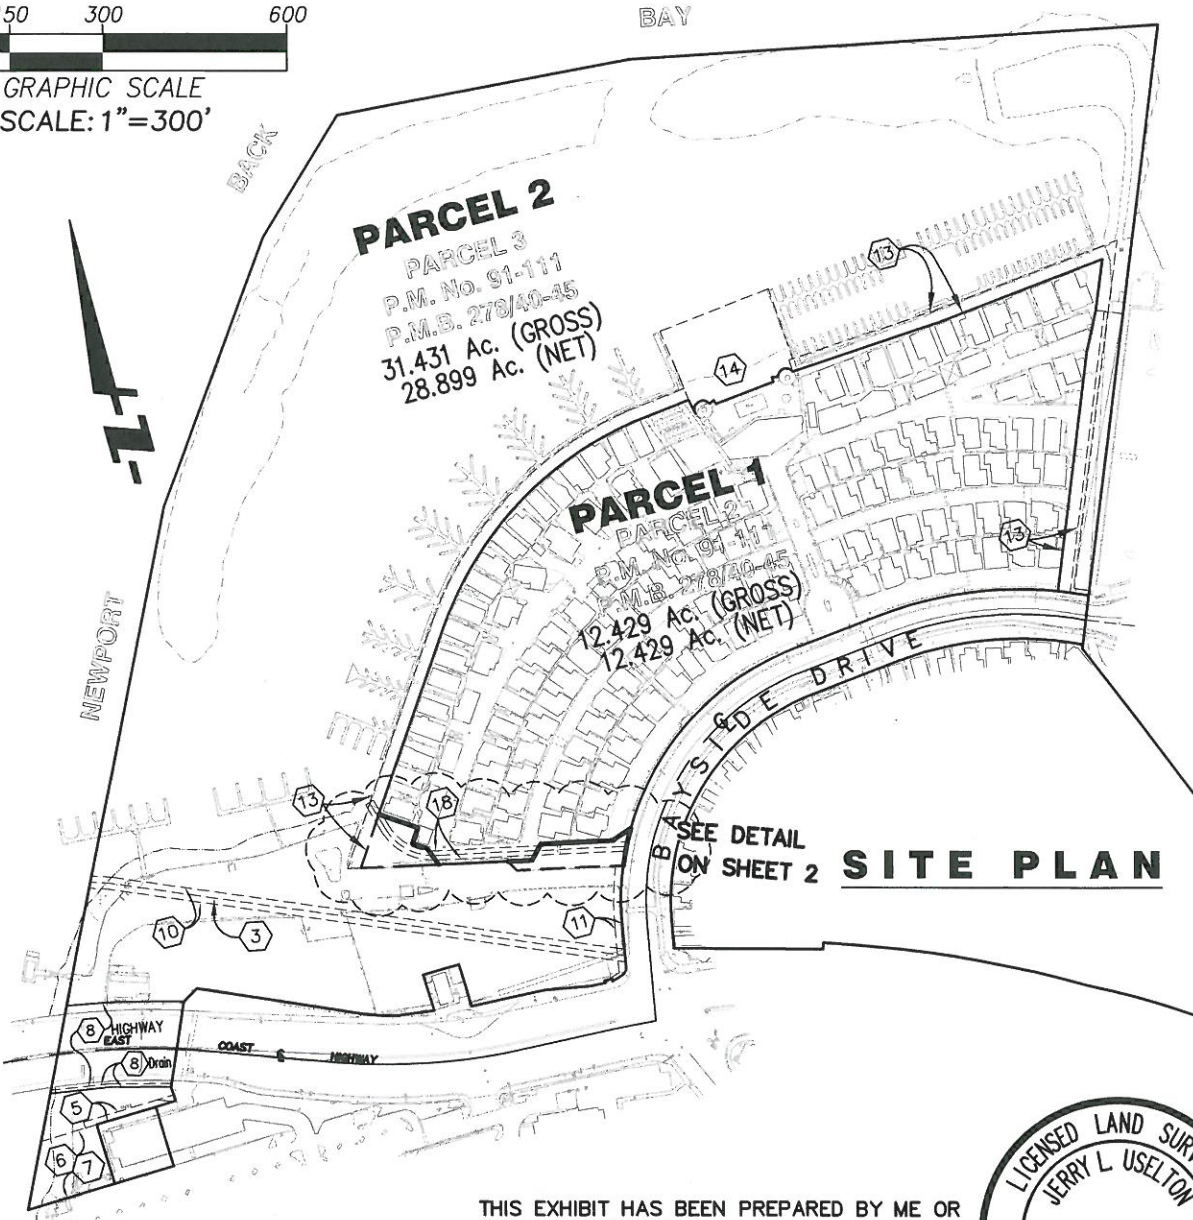 150 300 600
GRAPHIC SCALE
SCALE: 1"=300'
BAY
BACK
NEWPORT
PARCEL 2
PARCEL 3
P.M. No. 91-111
P.M.B. 278/40-45
31.431 Ac. (GROSS)
28.899 Ac. (NET)
13
14
PARCEL 1
PARCEL 2
P.M. No. 91-111
P.M.B. 278/40-45
12.429 Ac. (GROSS)
12.429 Ac. (NET)
13
BAYSIDE DRIVE
13
18
SEE DETAIL
ON SHEET 2
SITE PLAN
10
3
11
8
HIGHWAY
EAST
COAST
HIGHWAY
8
Drain
5
6
7
THIS EXHIBIT HAS BEEN PREPARED BY ME OR
LICENSED LAND SUR
JERRY L. USELTON